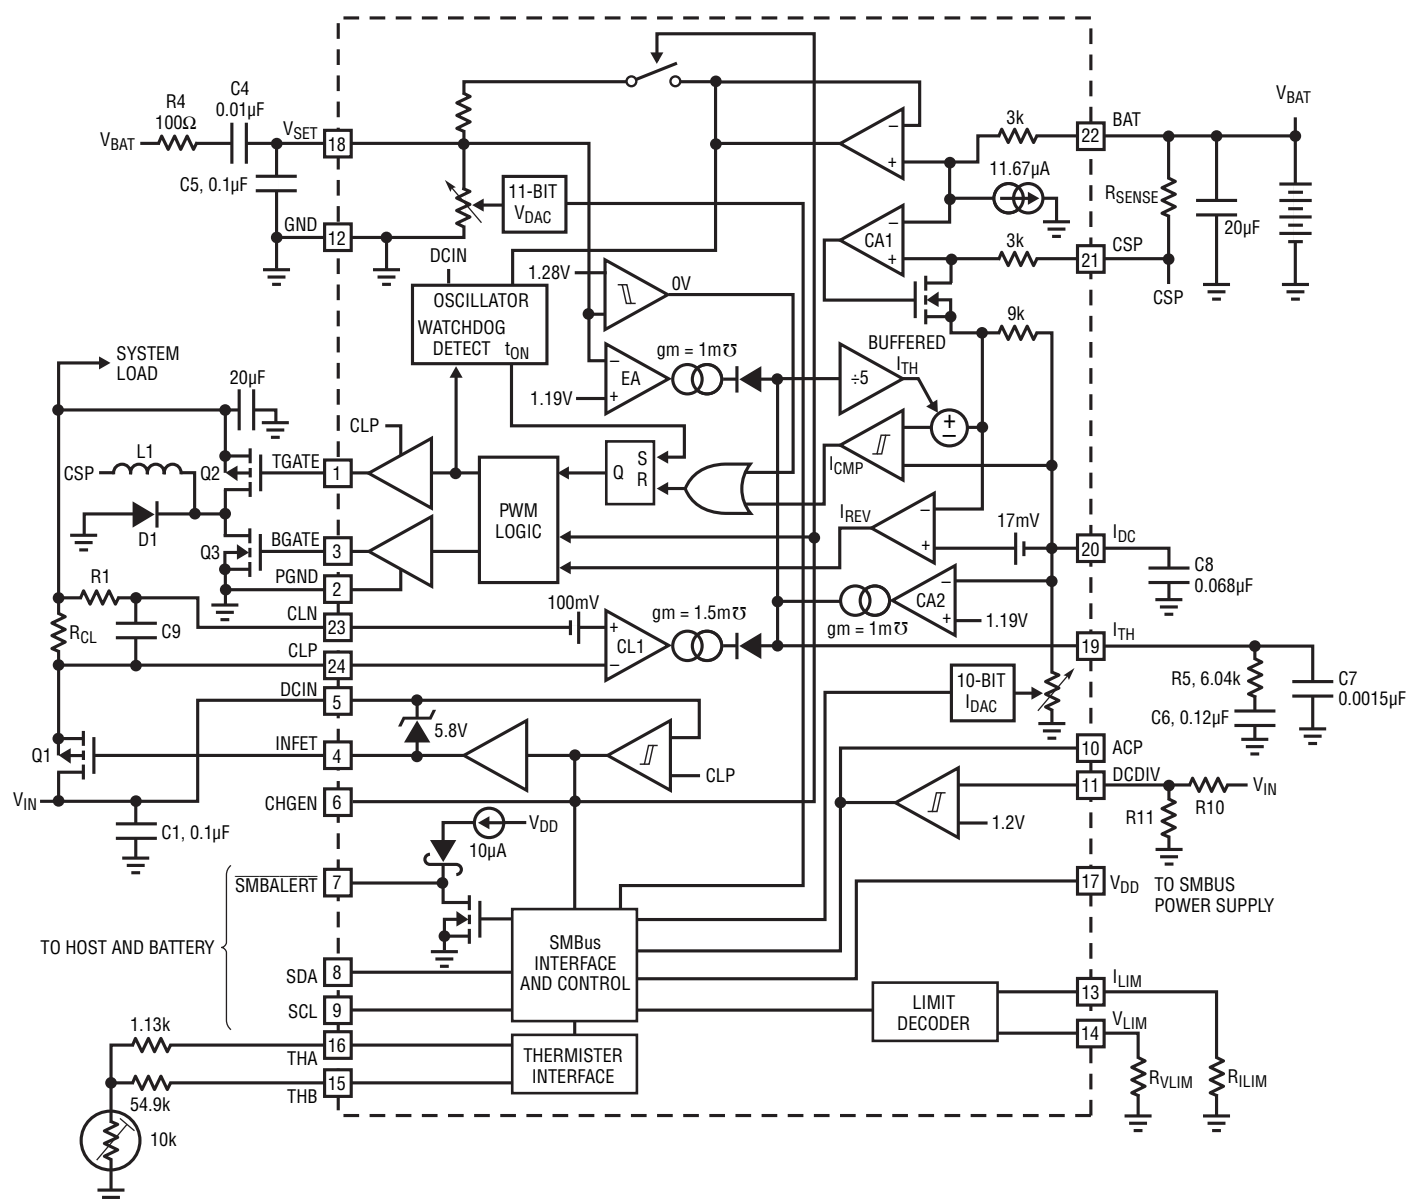 V_BAT
R4
100Ω
C4
0.01µF
V_SET
18
C5, 0.1µF
GND
12
11-BIT
V_DAC
DCIN
OSCILLATOR
WATCHDOG
DETECT t_ON
1.28V
0V
EA
−
+
1.19V
gm = 1m℧
−
+
3k
22
BAT
V_BAT
11.67µA
R_SENSE
20µF
CA1
−
+
3k
21
CSP
CSP
9k
BUFFERED
I_TH
÷5
+
−
I_CMP
SYSTEM
LOAD
20µF
CLP
L1
CSP
Q2
TGATE
1
D1
Q3
BGATE
3
PGND
2
PWM
LOGIC
Q
S
R
I_REV
−
+
17mV
20
I_DC
C8
0.068µF
R1
CLN
23
R_CL
C9
CLP
24
100mV
+
CL1
−
gm = 1.5m℧
gm = 1m℧
CA2
−
+
1.19V
19
I_TH
R5, 6.04k
C7
0.0015µF
C6, 0.12µF
10-BIT
I_DAC
DCIN
5
5.8V
INFET
4
Q1
CLP
V_IN
CHGEN
6
C1, 0.1µF
10
ACP
11
DCDIV
V_IN
R10
R11
1.2V
V_DD
10µA
SMBALERT
7
17
V_DD
TO SMBUS
POWER SUPPLY
TO HOST AND BATTERY
SMBus
INTERFACE
AND CONTROL
SDA
8
SCL
9
LIMIT
DECODER
13
I_LIM
14
V_LIM
R_VLIM
R_ILIM
1.13k
THA
16
THERMISTER
INTERFACE
54.9k
THB
15
10k